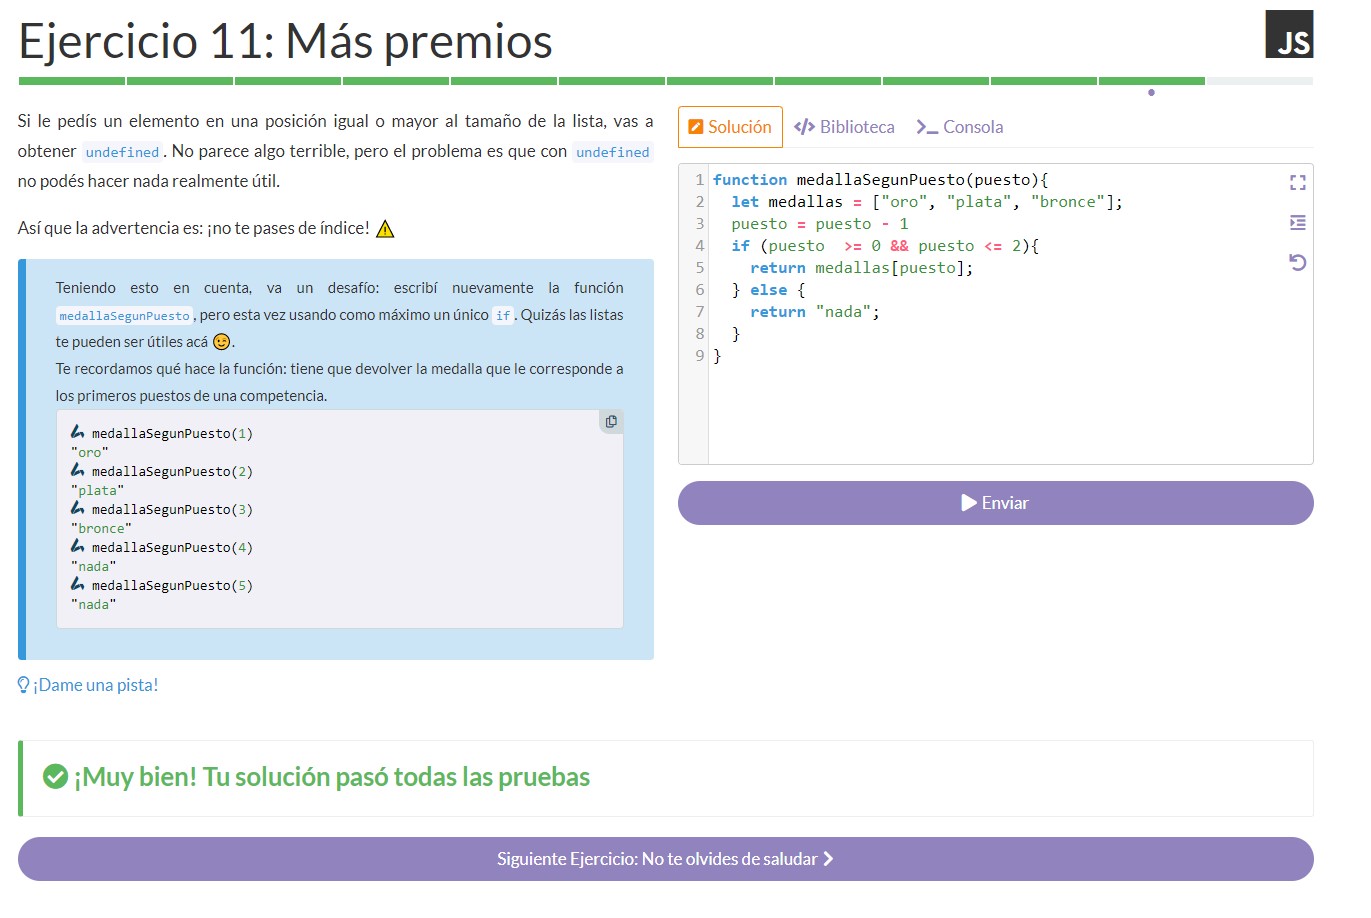 Ejercicio 11: Más premios
JS
Si le pedís un elemento en una posición igual o mayor al tamaño de la lista, vas a
obtener undefined. No parece algo terrible, pero el problema es que con undefined
no podés hacer nada realmente útil.
Así que la advertencia es: ¡no te pases de índice! ⚠️
Teniendo esto en cuenta, va un desafío: escribí nuevamente la función
medallaSegunPuesto, pero esta vez usando como máximo un único if. Quizás las listas
te pueden ser útiles acá 😉.
Te recordamos qué hace la función: tiene que devolver la medalla que le corresponde a
los primeros puestos de una competencia.
medallaSegunPuesto(1)
"oro"
medallaSegunPuesto(2)
"plata"
medallaSegunPuesto(3)
"bronce"
medallaSegunPuesto(4)
"nada"
medallaSegunPuesto(5)
"nada"
¡Dame una pista!
Solución </> Biblioteca >_ Consola
1 function medallaSegunPuesto(puesto){
2   let medallas = ["oro", "plata", "bronce"];
3   puesto = puesto - 1
4   if (puesto  >= 0 && puesto <= 2){
5     return medallas[puesto];
6   } else {
7     return "nada";
8   }
9 }
Enviar
¡Muy bien! Tu solución pasó todas las pruebas
Siguiente Ejercicio: No te olvides de saludar